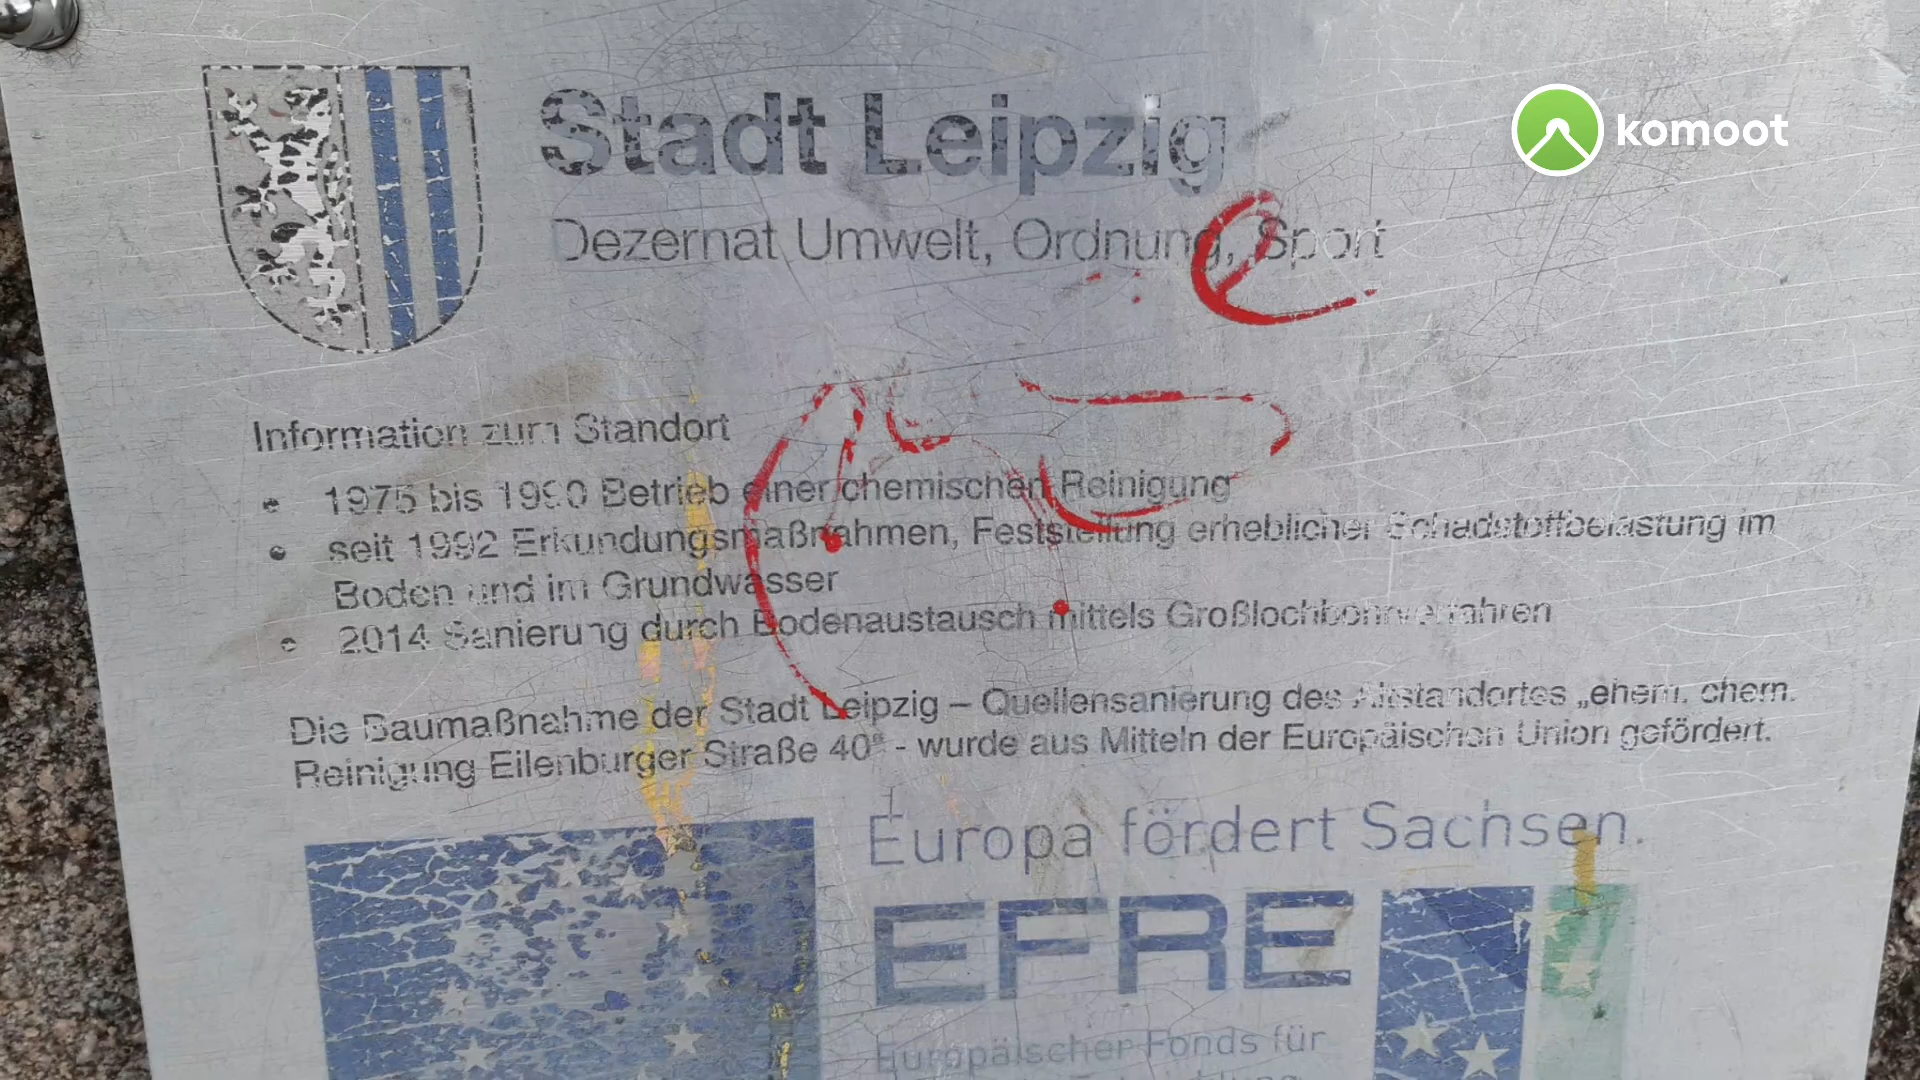 Stadt Leipzig
komoot
Dezernat Umwelt, Ordnung, Sport
Information zum Standort
• 1975 bis 1990 Betrieb einer chemischen Reinigung
• seit 1992 Erkundungsmaßnahmen, Feststellung erheblicher Schadstoffbelastung im
Boden und im Grundwasser
• 2014 Sanierung durch Bodenaustausch mittels Großlochbohrverfahren
Die Baumaßnahme der Stadt Leipzig – Quellensanierung des Altstandortes „ehem. chem.
Reinigung Eilenburger Straße 40“ - wurde aus Mitteln der Europäischen Union gefördert.
Europa fördert Sachsen.
EFRE
Europäischer Fonds für